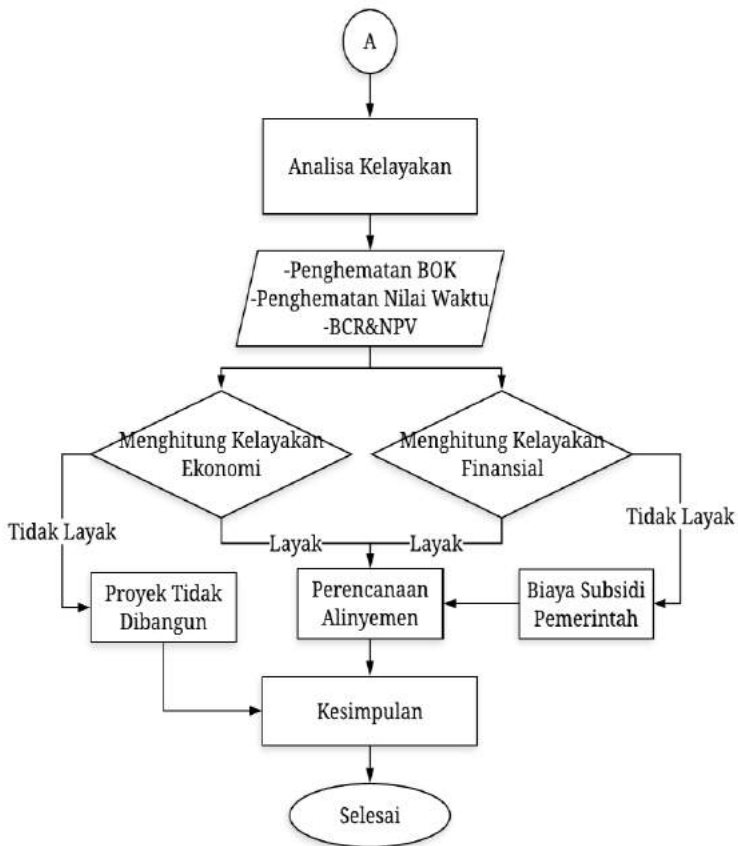 A
Analisa Kelayakan
-Penghematan BOK
-Penghematan Nilai Waktu
-BCR&NPV
Menghitung Kelayakan
Ekonomi
Menghitung Kelayakan
Finansial
Tidak Layak
Layak
Layak
Tidak Layak
Proyek Tidak
Dibangun
Perencanaan
Alinyemen
Biaya Subsidi
Pemerintah
Kesimpulan
Selesai